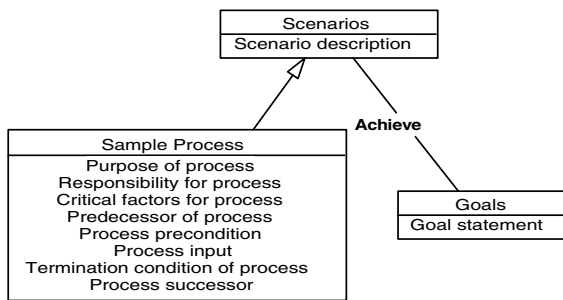 Scenarios
Scenario description
Achieve
Sample Process
Purpose of process
Responsibility for process
Critical factors for process
Predecessor of process
Process precondition
Process input
Termination condition of process
Process successor
Goals
Goal statement